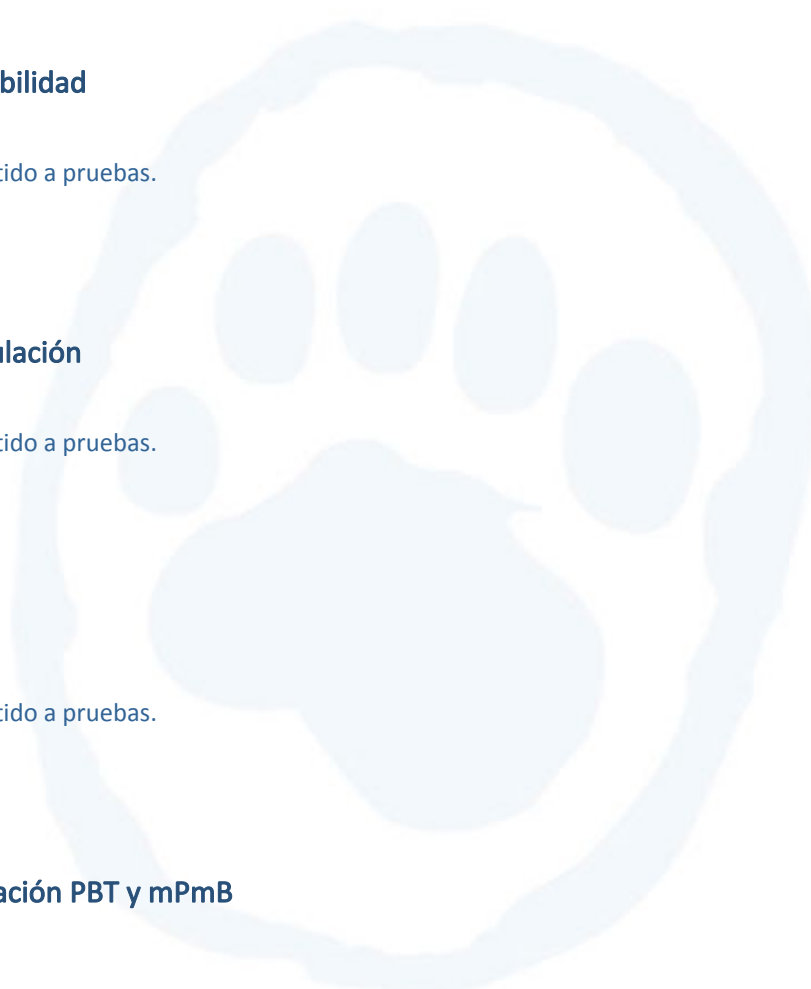 bilidad
tido a pruebas.
ulación
tido a pruebas.
tido a pruebas.
ación PBT y mPmB